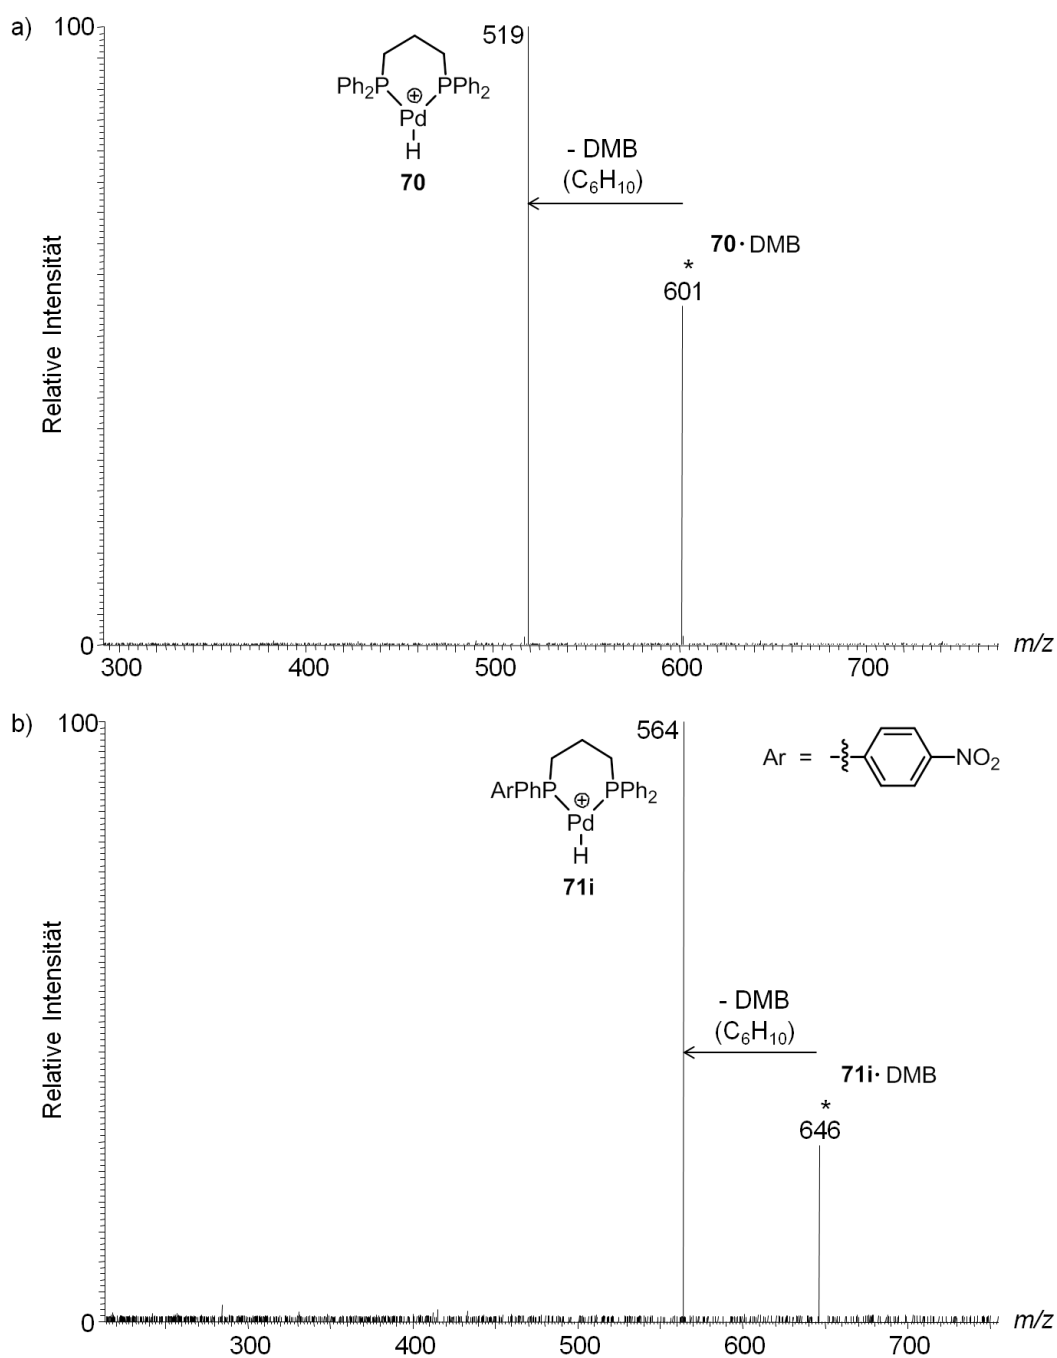 a)
100
519
Ph₂P
PPh₂
⊕
Pd
H
70
- DMB
(C₆H₁₀)
70 · DMB
*
601
Relative Intensität
0
300 400 500 600 700
m/z
b)
100
564
Ar = 
NO₂
ArPhP
PPh₂
⊕
Pd
H
71i
- DMB
(C₆H₁₀)
71i · DMB
*
646
Relative Intensität
0
300 400 500 600 700
m/z